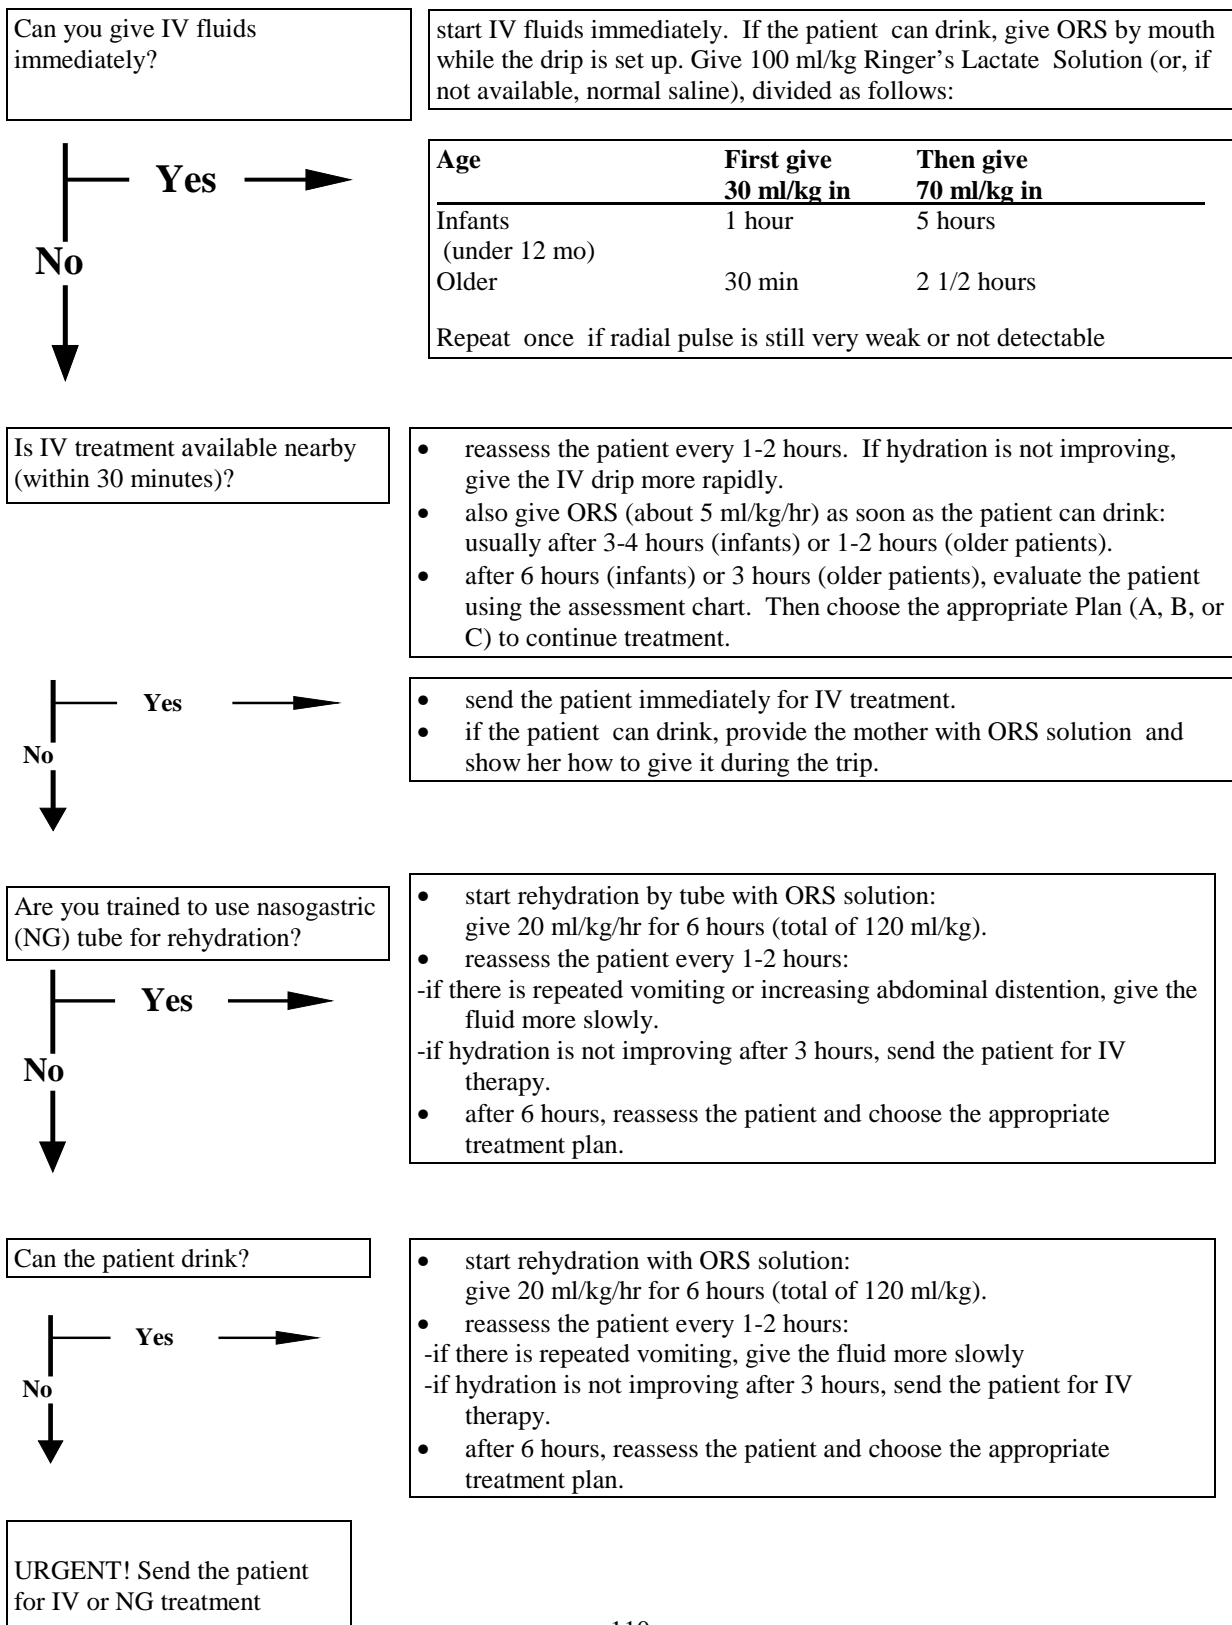 Can you give IV fluids
immediately?
start IV fluids immediately. If the patient can drink, give ORS by mouth
while the drip is set up. Give 100 ml/kg Ringer’s Lactate Solution (or, if
not available, normal saline), divided as follows:
Yes
No
Age First give Then give
30 ml/kg in 70 ml/kg in
Infants 1 hour 5 hours
(under 12 mo)
Older 30 min 2 1/2 hours
Repeat once if radial pulse is still very weak or not detectable
Is IV treatment available nearby
(within 30 minutes)?
• reassess the patient every 1-2 hours. If hydration is not improving,
give the IV drip more rapidly.
• also give ORS (about 5 ml/kg/hr) as soon as the patient can drink:
usually after 3-4 hours (infants) or 1-2 hours (older patients).
• after 6 hours (infants) or 3 hours (older patients), evaluate the patient
using the assessment chart. Then choose the appropriate Plan (A, B, or
C) to continue treatment.
Yes
No
• send the patient immediately for IV treatment.
• if the patient can drink, provide the mother with ORS solution and
show her how to give it during the trip.
Are you trained to use nasogastric
(NG) tube for rehydration?
Yes
No
• start rehydration by tube with ORS solution:
give 20 ml/kg/hr for 6 hours (total of 120 ml/kg).
• reassess the patient every 1-2 hours:
-if there is repeated vomiting or increasing abdominal distention, give the
fluid more slowly.
-if hydration is not improving after 3 hours, send the patient for IV
therapy.
• after 6 hours, reassess the patient and choose the appropriate
treatment plan.
Can the patient drink?
Yes
No
• start rehydration with ORS solution:
give 20 ml/kg/hr for 6 hours (total of 120 ml/kg).
• reassess the patient every 1-2 hours:
-if there is repeated vomiting, give the fluid more slowly
-if hydration is not improving after 3 hours, send the patient for IV
therapy.
• after 6 hours, reassess the patient and choose the appropriate
treatment plan.
URGENT! Send the patient
for IV or NG treatment